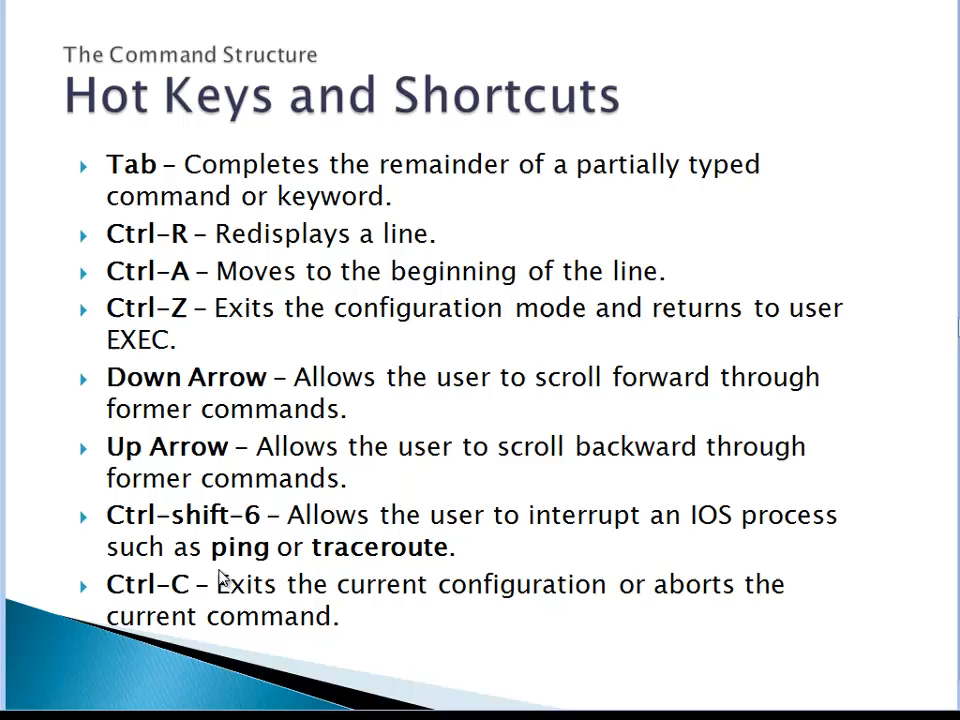 The Command Structure
Hot Keys and Shortcuts
Tab – Completes the remainder of a partially typed
command or keyword.
Ctrl-R – Redisplays a line.
Ctrl-A – Moves to the beginning of the line.
Ctrl-Z – Exits the configuration mode and returns to user
EXEC.
Down Arrow – Allows the user to scroll forward through
former commands.
Up Arrow – Allows the user to scroll backward through
former commands.
Ctrl-shift-6 – Allows the user to interrupt an IOS process
such as ping or traceroute.
Ctrl-C – Exits the current configuration or aborts the
current command.